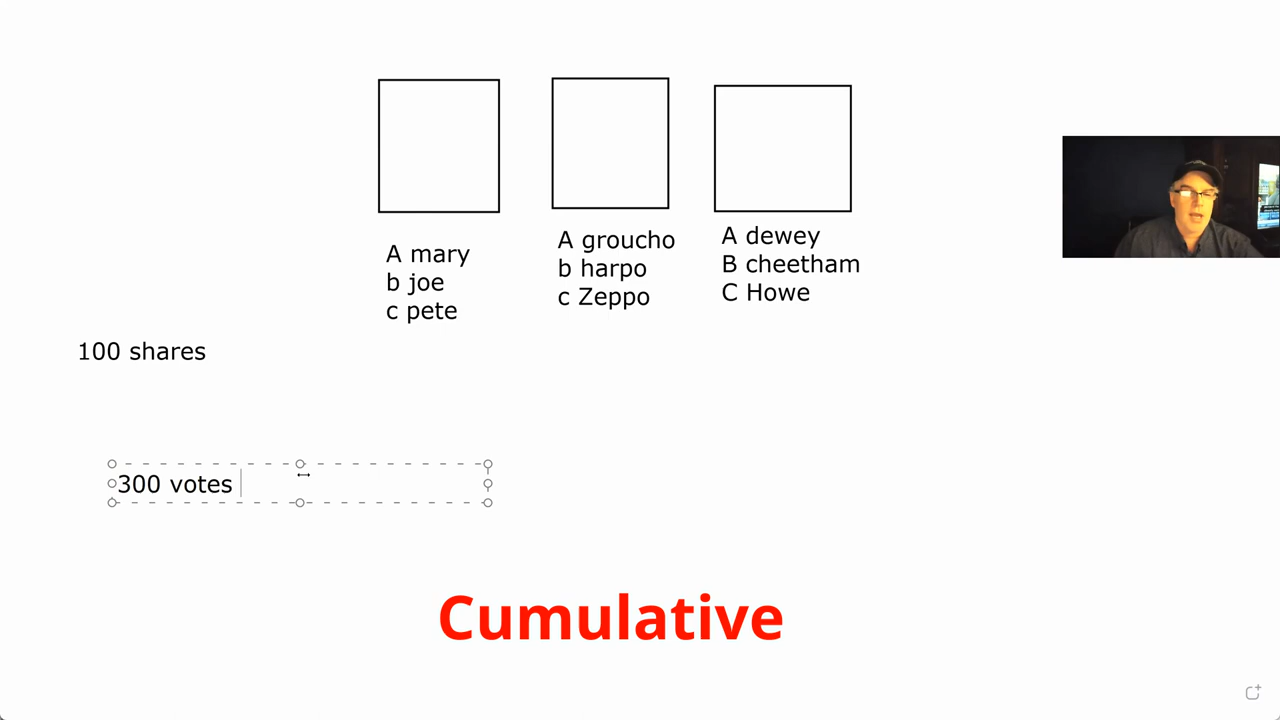 A mary
b joe
c pete
A groucho
b harpo
c Zeppo
A dewey
B cheetham
C Howe
100 shares
300 votes
Cumulative